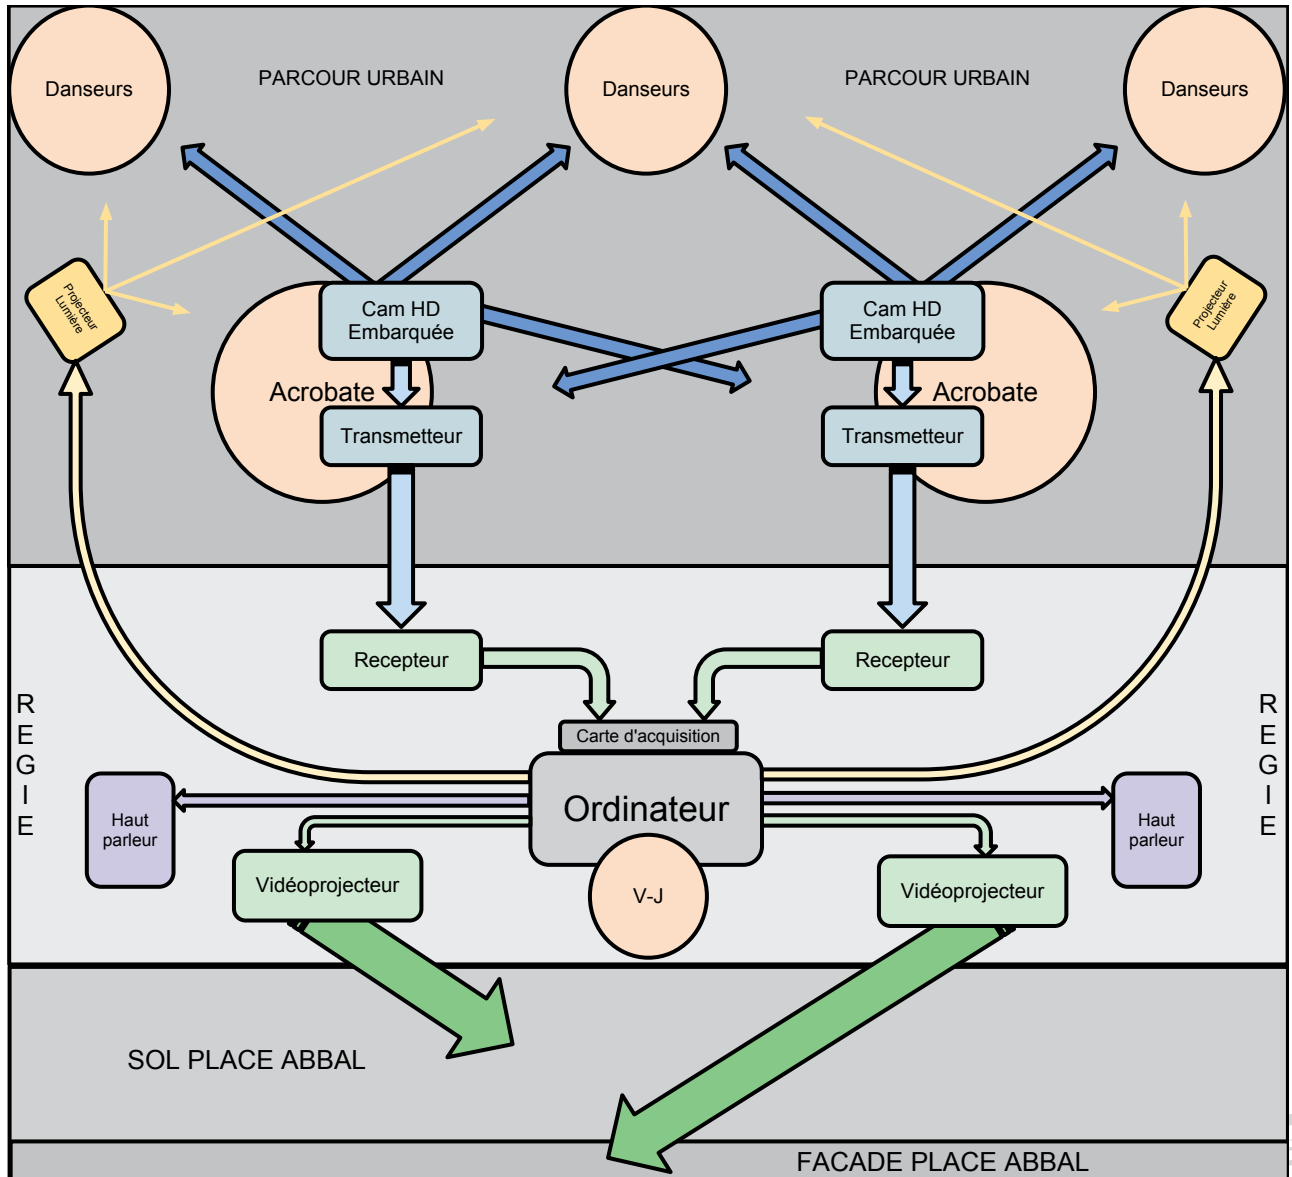 Danseurs
PARCOUR URBAIN
Danseurs
PARCOUR URBAIN
Danseurs
Projecteur
Lumière
Cam HD
Embarquée
Cam HD
Embarquée
Projecteur
Lumière
Acrobate
Acrobate
Transmetteur
Transmetteur
Recepteur
Recepteur
REGIE
REGIE
Carte d'acquisition
Ordinateur
Haut
parleur
Haut
parleur
Vidéoprojecteur
V-J
Vidéoprojecteur
SOL PLACE ABBAL
FACADE PLACE ABBAL